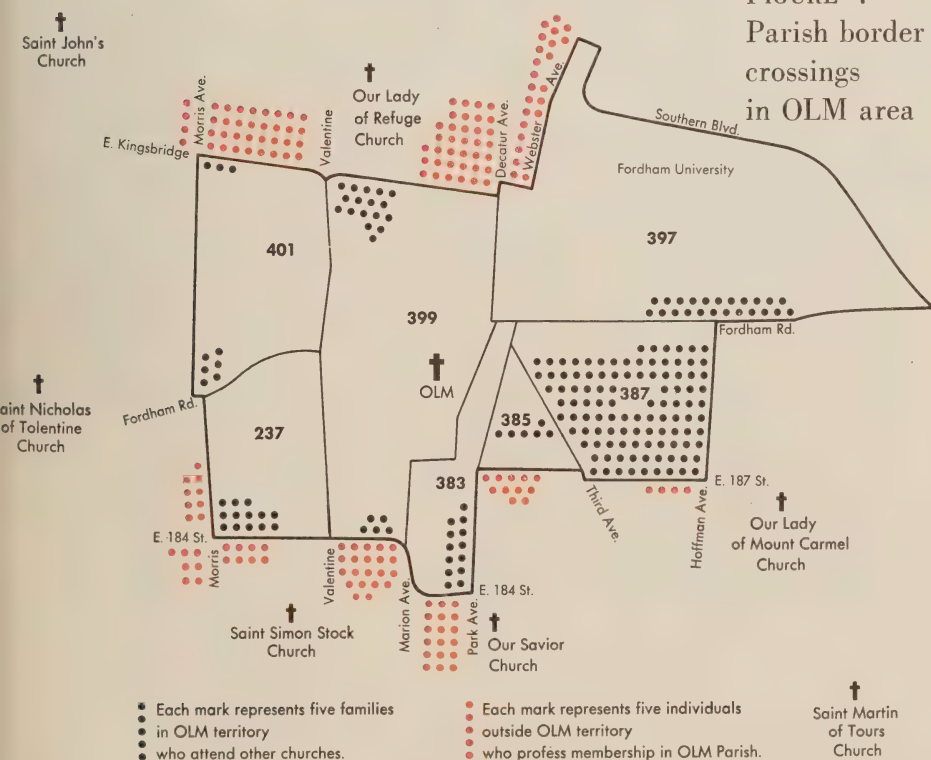 Parish border
crossings
in OLM area
Saint John's
Church
Our Lady
of Refuge
Church
Morris Ave.
E. Kingsbridge
Valentine
Decatur Ave.
Webster Ave.
Southern Blvd.
Fordham University
401
399
397
OLM
Fordham Rd.
387
385
Nicholas
of Tolentine
Church
Fordham Rd.
237
383
E. 187 St.
Third Ave.
Hoffman Ave.
Our Lady
of Mount Carmel
Church
E. 184 St.
Morris
Valentine
Marion Ave.
Park Ave.
E. 184 St.
Saint Simon Stock
Church
Our Savior
Church
Saint Martin
of Tours
Church
Each mark represents five families
in OLM territory
who attend other churches.
Each mark represents five individuals
outside OLM territory
who profess membership in OLM Parish.